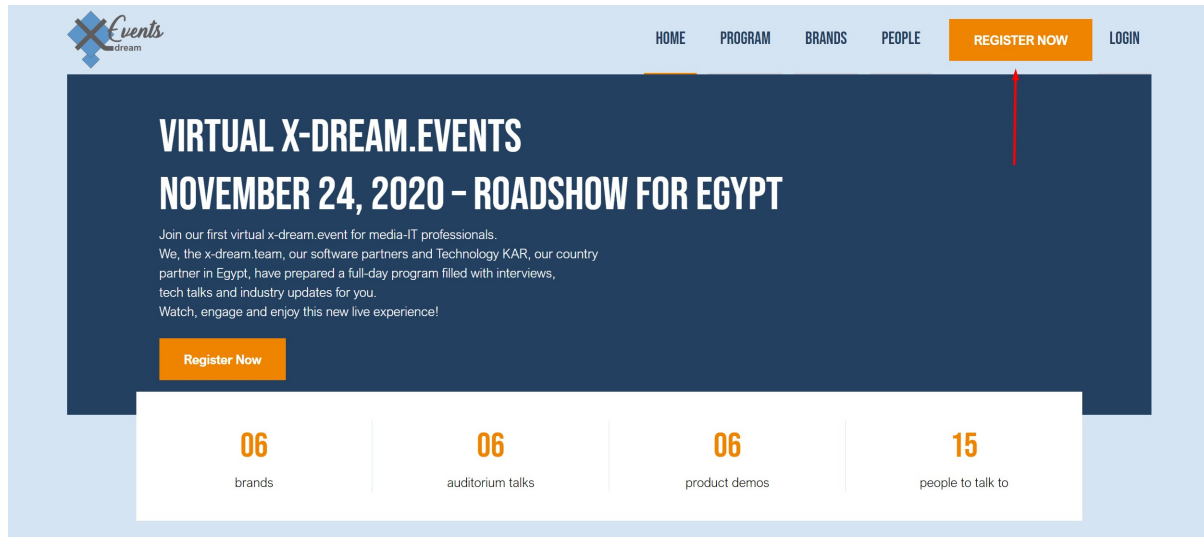 Events
dream
HOME PROGRAM BRANDS PEOPLE REGISTER NOW LOGIN
VIRTUAL X-DREAM.EVENTS
NOVEMBER 24, 2020 – ROADSHOW FOR EGYPT
Join our first virtual x-dream.event for media-IT professionals.
We, the x-dream.team, our software partners and Technology KAR, our country
partner in Egypt, have prepared a full-day program filled with interviews,
tech talks and industry updates for you.
Watch, engage and enjoy this new live experience!
Register Now
06 06 06 15
brands auditorium talks product demos people to talk to